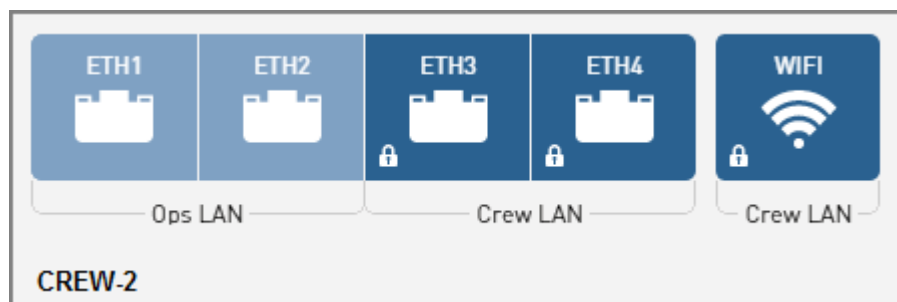 ETH1 ETH2 ETH3 ETH4 WIFI
Ops LAN Crew LAN Crew LAN
CREW-2